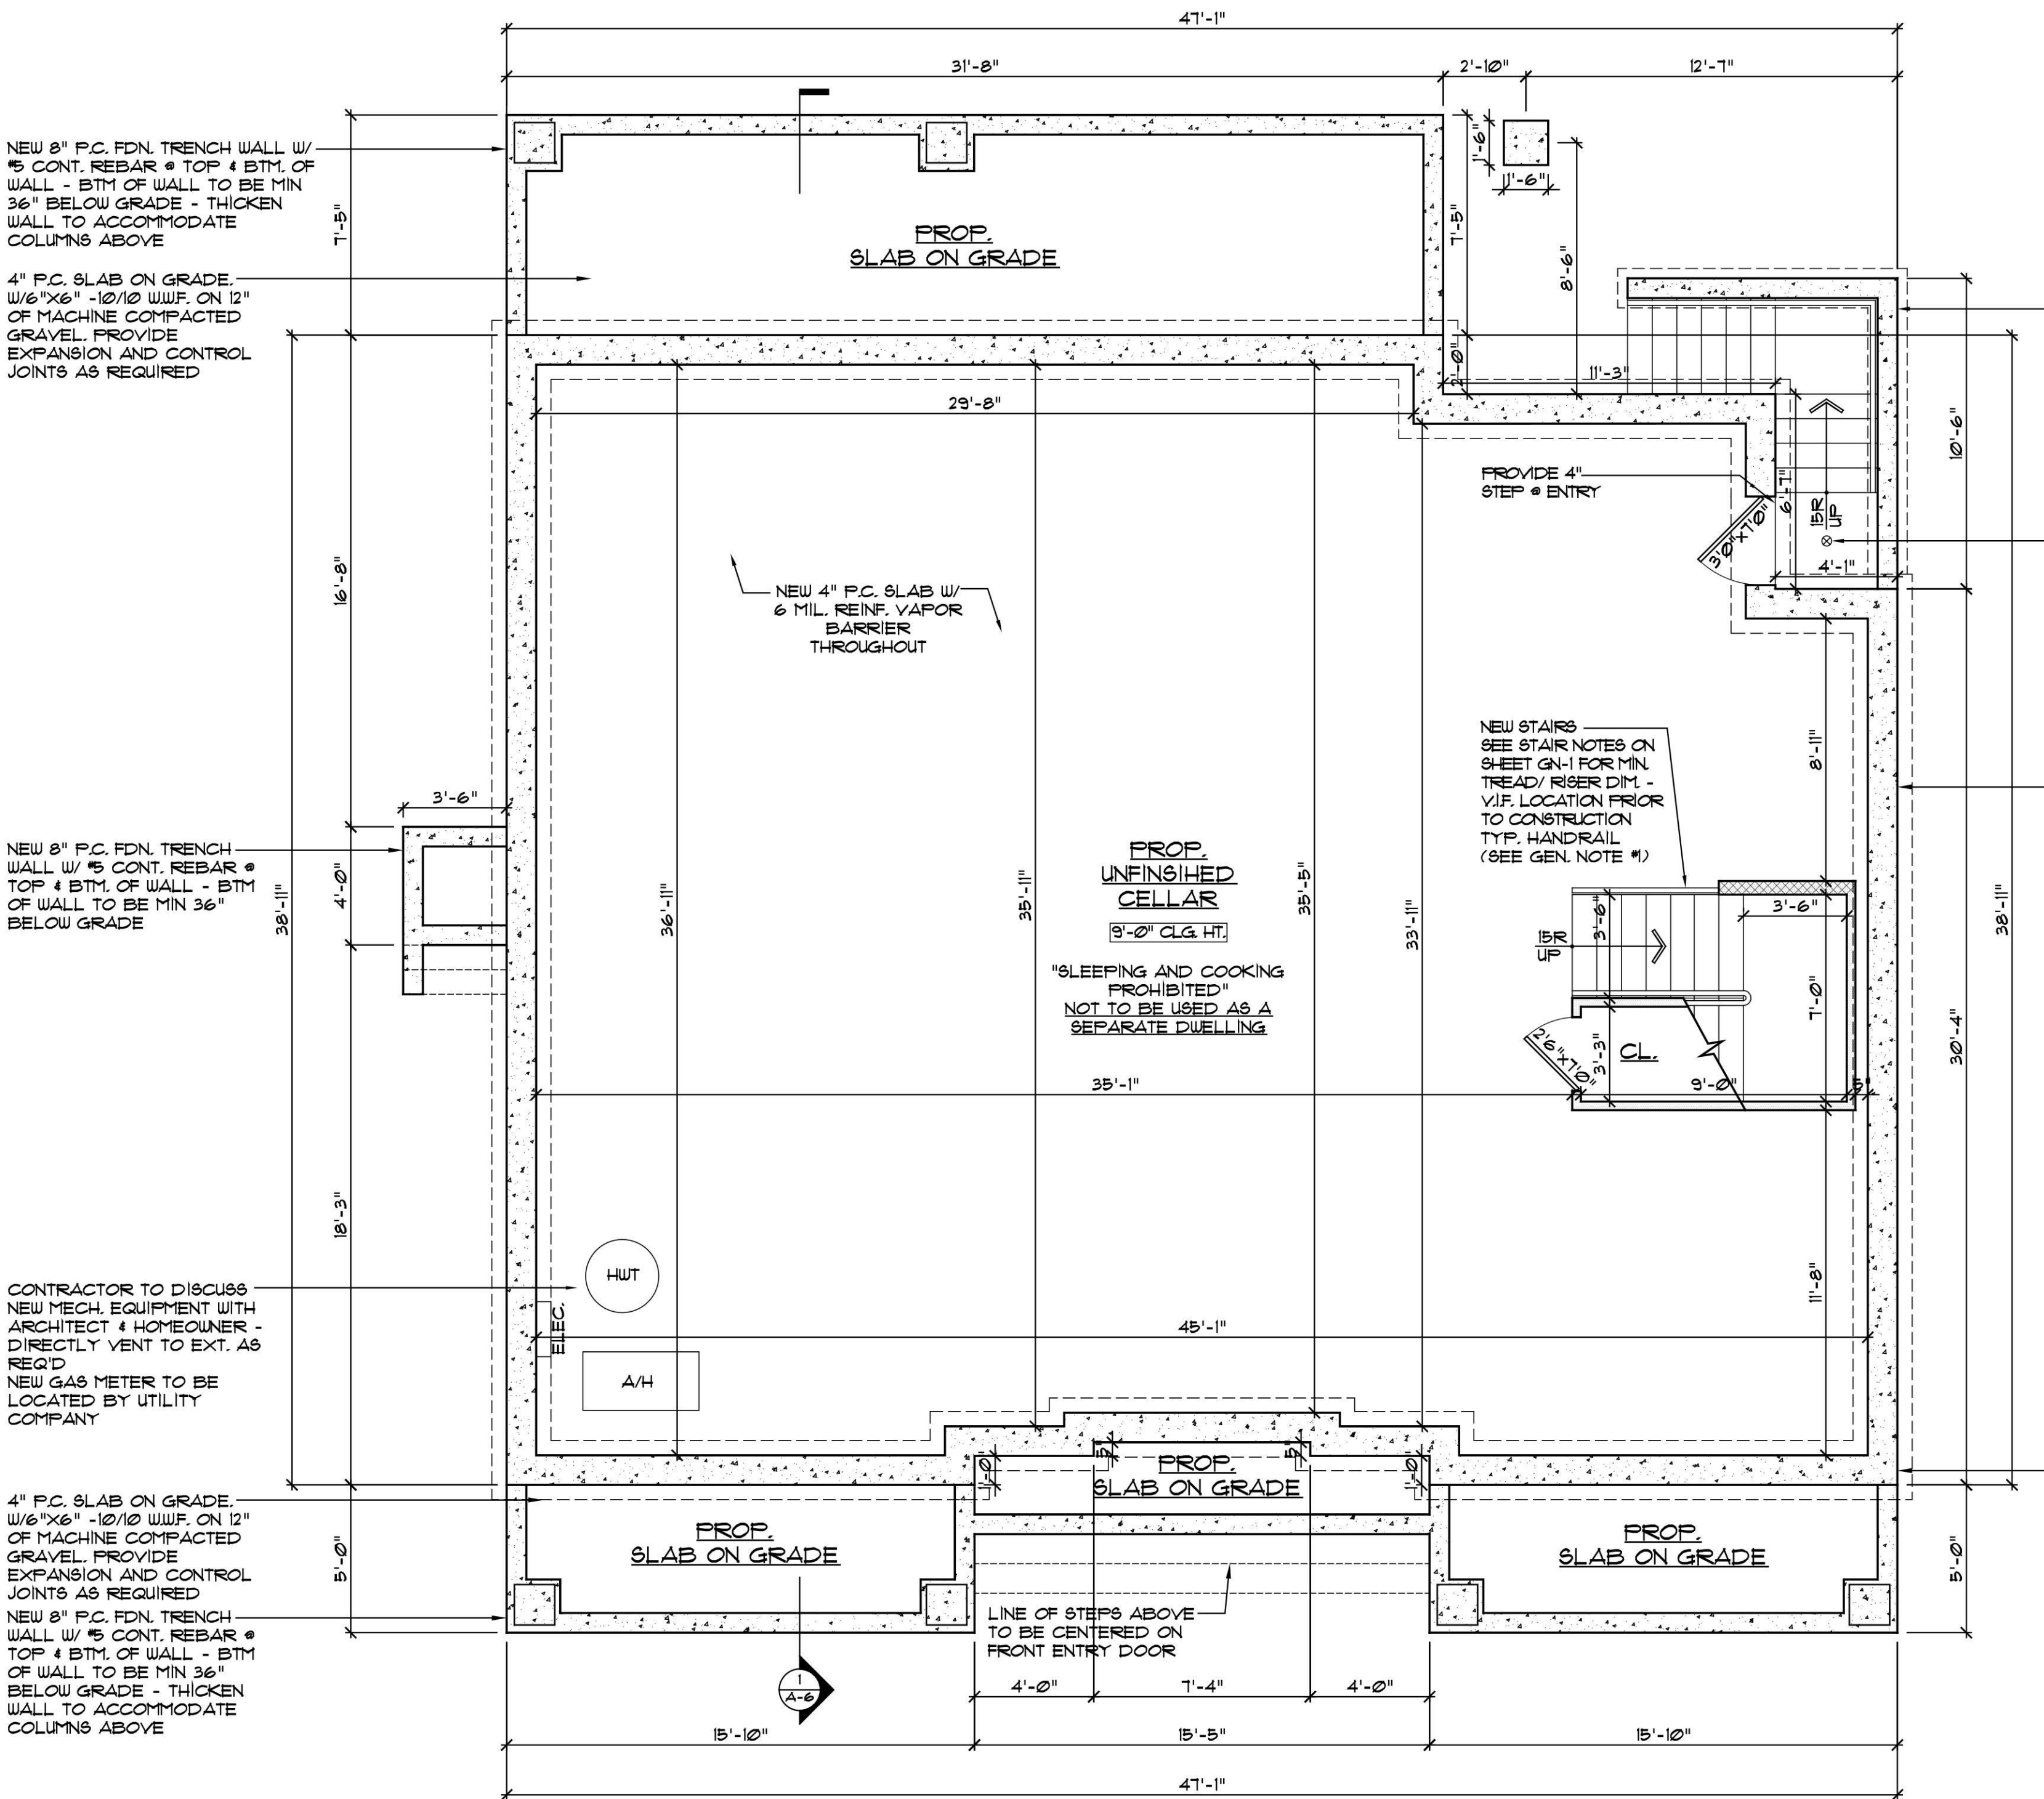 47'-1"
31'-8"
2'-10"
12'-7"
NEW 8" P.C. FDN. TRENCH WALL W/
#5 CONT. REBAR @ TOP & BTM. OF
WALL - BTM OF WALL TO BE MIN
36" BELOW GRADE - THICKEN
WALL TO ACCOMMODATE
COLUMNS ABOVE
7'-5"
PROP.
SLAB ON GRADE
7'-5"
1'-6"
1'-6"
8'-6"
4" P.C. SLAB ON GRADE.
W/6"X6" -10/10 W.W.F. ON 12"
OF MACHINE COMPACTED
GRAVEL. PROVIDE
EXPANSION AND CONTROL
JOINTS AS REQUIRED
2'-0"
11'-3"
29'-8"
10'-6"
PROVIDE 4"
STEP @ ENTRY
6'-7"
15R
UP
3'0"x7'0"
4'-1"
16'-8"
NEW 4" P.C. SLAB W/
6 MIL. REINF. VAPOR
BARRIER
THROUGHOUT
NEW STAIRS
SEE STAIR NOTES ON
SHEET GN-1 FOR MIN.
TREAD/ RISER DIM. -
V.I.F. LOCATION PRIOR
TO CONSTRUCTION
TYP. HANDRAIL
(SEE GEN. NOTE #1)
8'-11"
3'-6"
NEW 8" P.C. FDN. TRENCH
WALL W/ #5 CONT. REBAR @
TOP & BTM. OF WALL - BTM
OF WALL TO BE MIN 36"
BELOW GRADE
38'-11"
4'-0"
36'-11"
35'-11"
PROP.
UNFINSIHED
CELLAR
9'-0" CLG. HT.
"SLEEPING AND COOKING
PROHIBITED"
NOT TO BE USED AS A
SEPARATE DWELLING
35'-5"
33'-11"
15R
UP
3'-6"
3'-6"
7'-0"
38'-11"
30'-4"
2'6"x7'0"
3'-3"
CL.
35'-1"
9'-0"
5"
18'-3"
11'-8"
CONTRACTOR TO DISCUSS
NEW MECH. EQUIPMENT WITH
ARCHITECT & HOMEOWNER -
DIRECTLY VENT TO EXT. AS
REQ'D
NEW GAS METER TO BE
LOCATED BY UTILITY
COMPANY
HWT
ELEC.
A/H
45'-1"
1'-0"
5"
5"
1'-0"
PROP.
SLAB ON GRADE
4" P.C. SLAB ON GRADE.
W/6"X6" -10/10 W.W.F. ON 12"
OF MACHINE COMPACTED
GRAVEL. PROVIDE
EXPANSION AND CONTROL
JOINTS AS REQUIRED
5'-0"
PROP.
SLAB ON GRADE
PROP.
SLAB ON GRADE
5'-0"
NEW 8" P.C. FDN. TRENCH
WALL W/ #5 CONT. REBAR @
TOP & BTM. OF WALL - BTM
OF WALL TO BE MIN 36"
BELOW GRADE - THICKEN
WALL TO ACCOMMODATE
COLUMNS ABOVE
LINE OF STEPS ABOVE
TO BE CENTERED ON
FRONT ENTRY DOOR
1
A-6
4'-0"
7'-4"
4'-0"
15'-10"
15'-5"
15'-10"
47'-1"